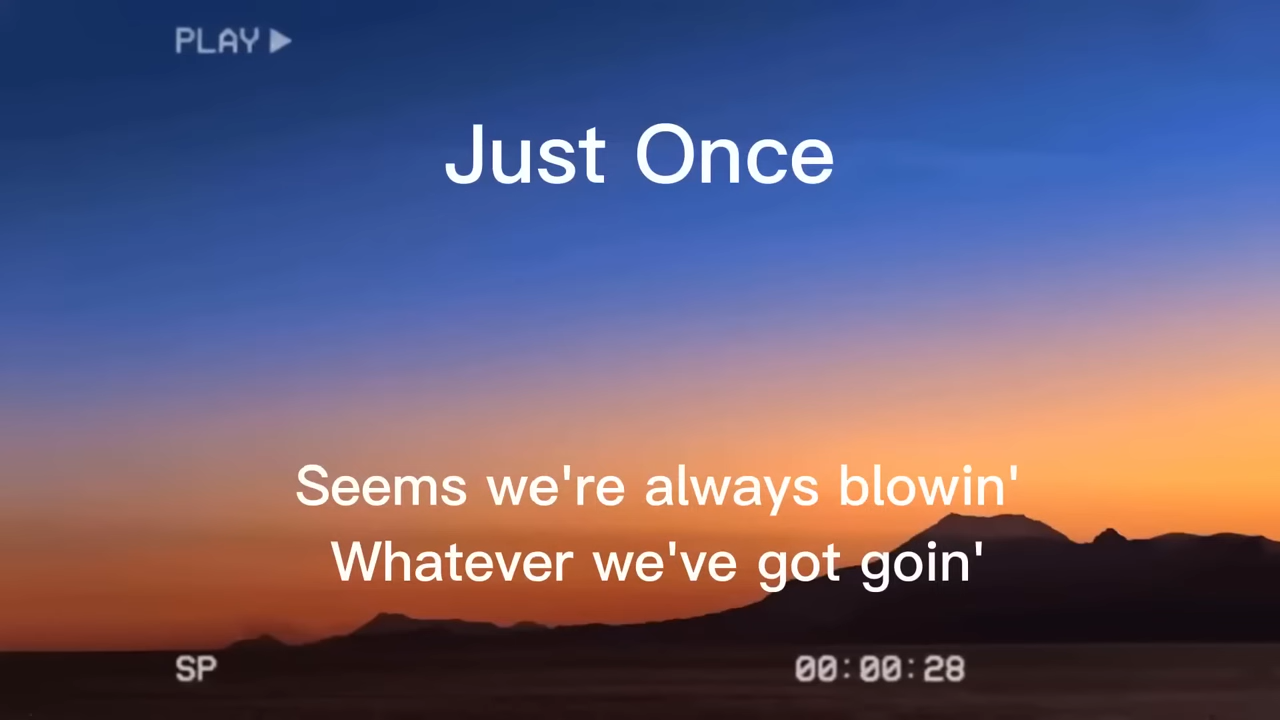 PLAY
Just Once
Seems we're always blowin'
Whatever we've got goin'
SP
00:00:28